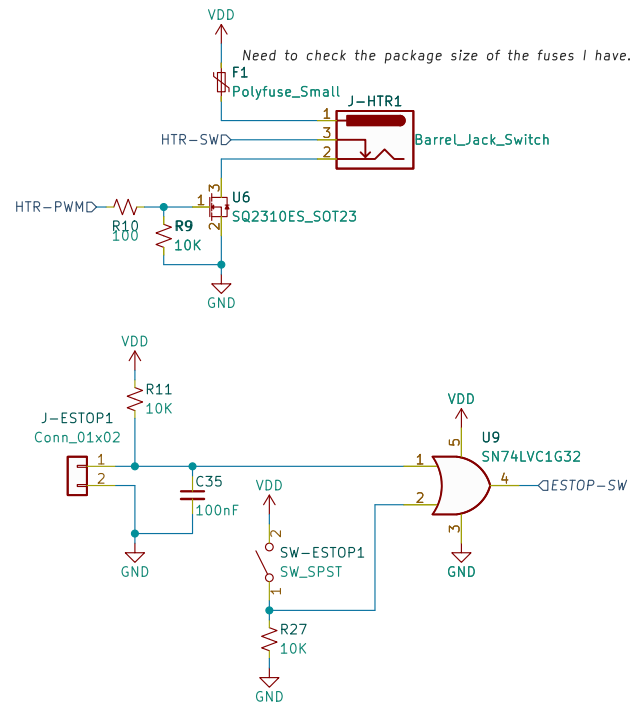 VDD
Need to check the package size of the fuses I have.
F1
Polyfuse_Small
J-HTR1
1
HTR-SW
3
Barrel_Jack_Switch
2
3
U6
HTR-PWM
1
SQ2310ES_SOT23
R10
100
R9
10K
2
GND
VDD
R11
10K
VDD
J-ESTOP1
Conn_01x02
5
U9
SN74LVC1G32
1
1
2
C35
100nF
VDD
4
ESTOP-SW
2
2
3
SW-ESTOP1
SW_SPST
GND
GND
1
R27
10K
GND